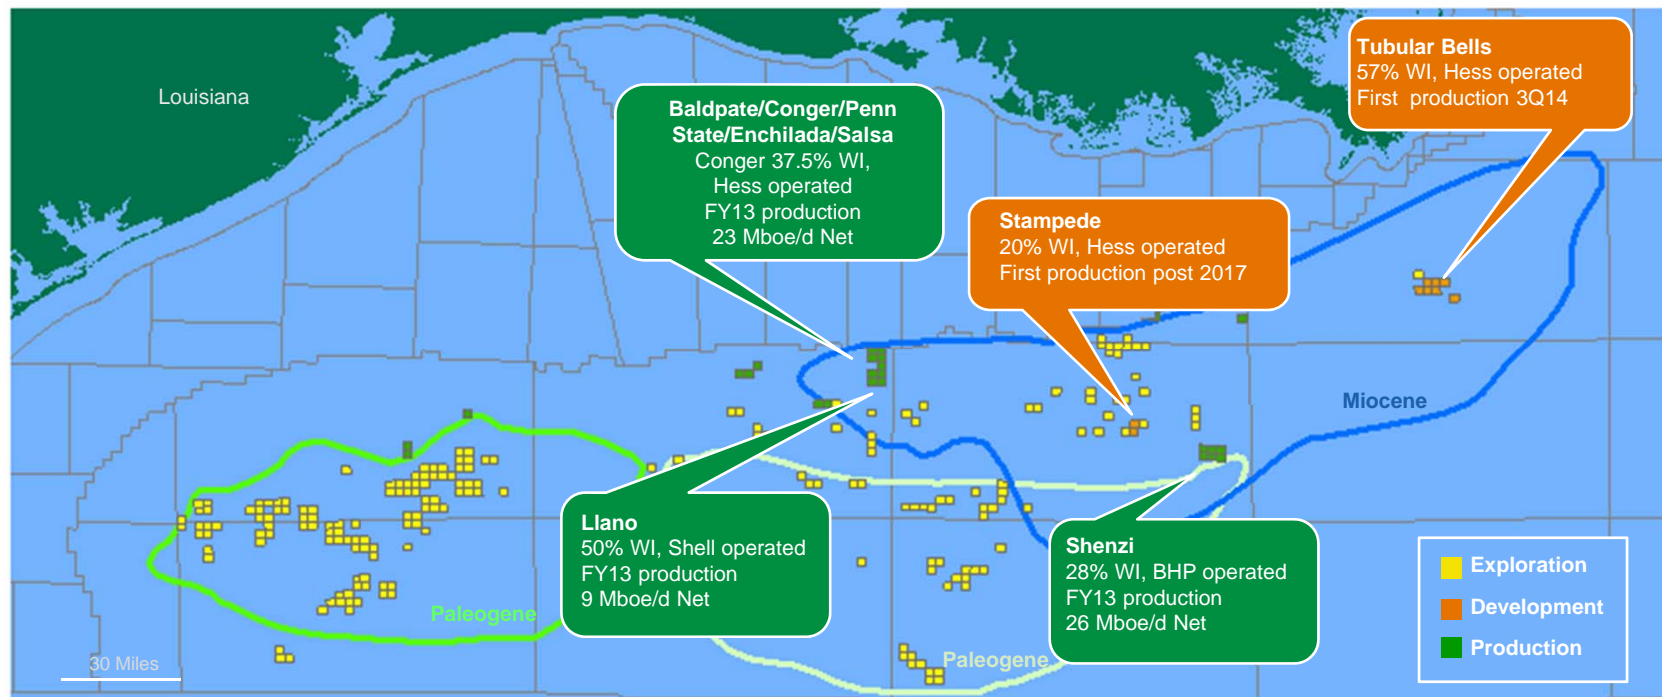 Louisiana
Tubular Bells
57% WI, Hess operated
First  production 3Q14
Baldpate/Conger/Penn
State/Enchilada/Salsa
Conger 37.5% WI,
Hess operated
FY13 production
23 Mboe/d Net
Stampede
20% WI, Hess operated
First production post 2017
Miocene
Llano
50% WI, Shell operated
FY13 production
9 Mboe/d Net
Shenzi
28% WI, BHP operated
FY13 production
26 Mboe/d Net
Paleogene
Paleogene
30 Miles
Exploration
Development
Production